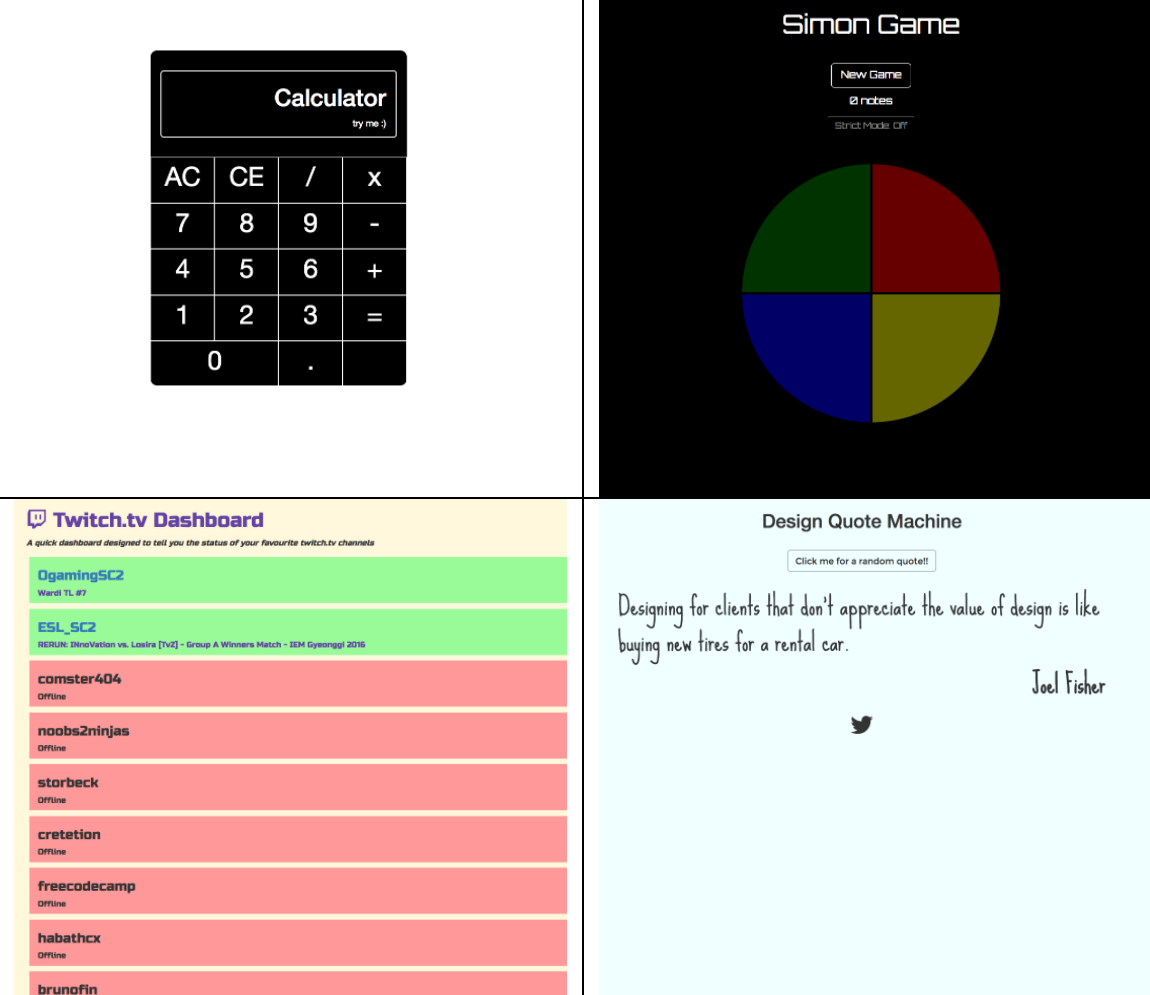 Calculator
try me :)
AC CE / x
7 8 9 -
4 5 6 +
1 2 3 =
0 .
Simon Game
New Game
0 notes
Strict Mode: Off
Twitch.tv Dashboard
A quick dashboard designed to tell you the status of your favourite twitch.tv channels
OgamingSC2
Wardi TL #7
ESL_SC2
RERUN: INnoVation vs. Losira [TvZ] - Group A Winners Match - IEM Gyeonggi 2016
comster404
Offline
noobs2ninjas
Offline
storbeck
Offline
cretetion
Offline
freecodecamp
Offline
habathcx
Offline
brunofin
Design Quote Machine
Click me for a random quote!!
Designing for clients that don't appreciate the value of design is like
buying new tires for a rental car.
Joel Fisher